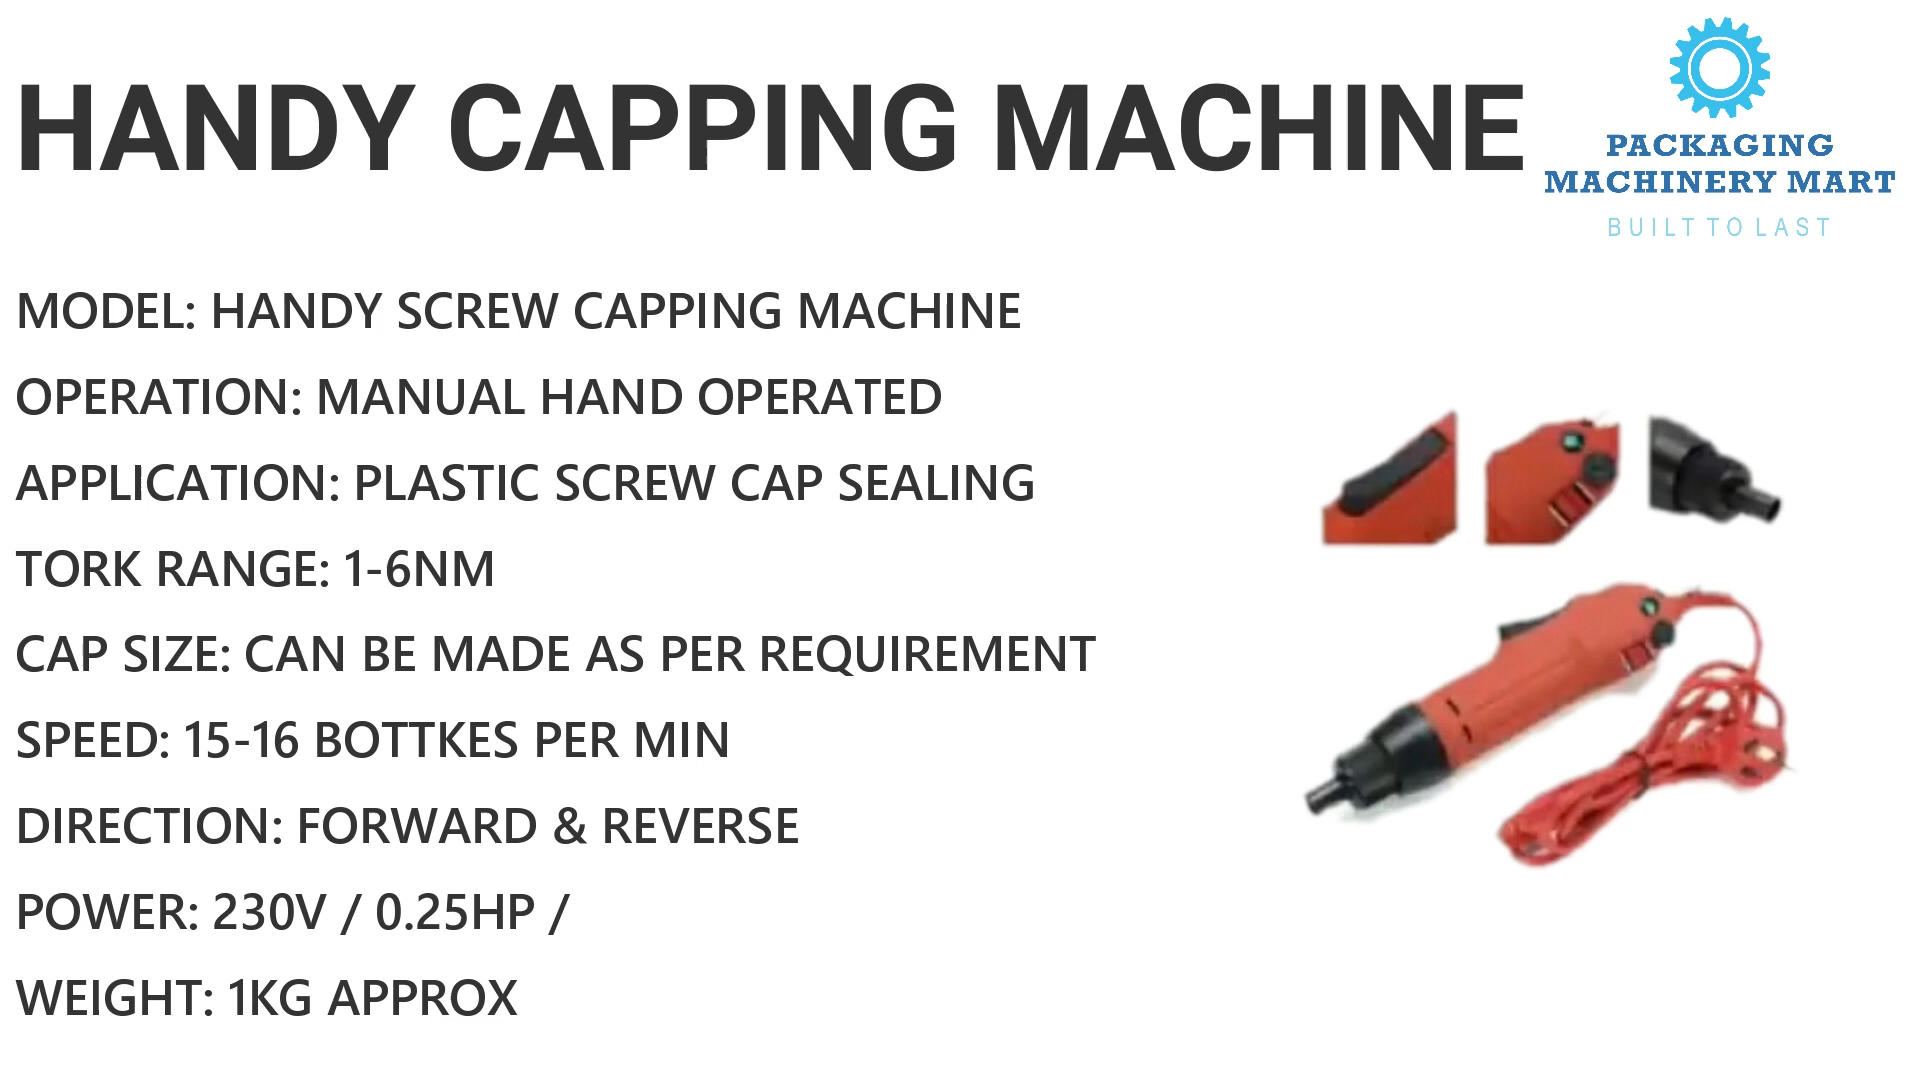 HANDY CAPPING MACHINE
PACKAGING
MACHINERY MART
BUILT TO LAST
MODEL: HANDY SCREW CAPPING MACHINE
OPERATION: MANUAL HAND OPERATED
APPLICATION: PLASTIC SCREW CAP SEALING
TORK RANGE: 1-6NM
CAP SIZE: CAN BE MADE AS PER REQUIREMENT
SPEED: 15-16 BOTTKES PER MIN
DIRECTION: FORWARD & REVERSE
POWER: 230V / 0.25HP /
WEIGHT: 1KG APPROX